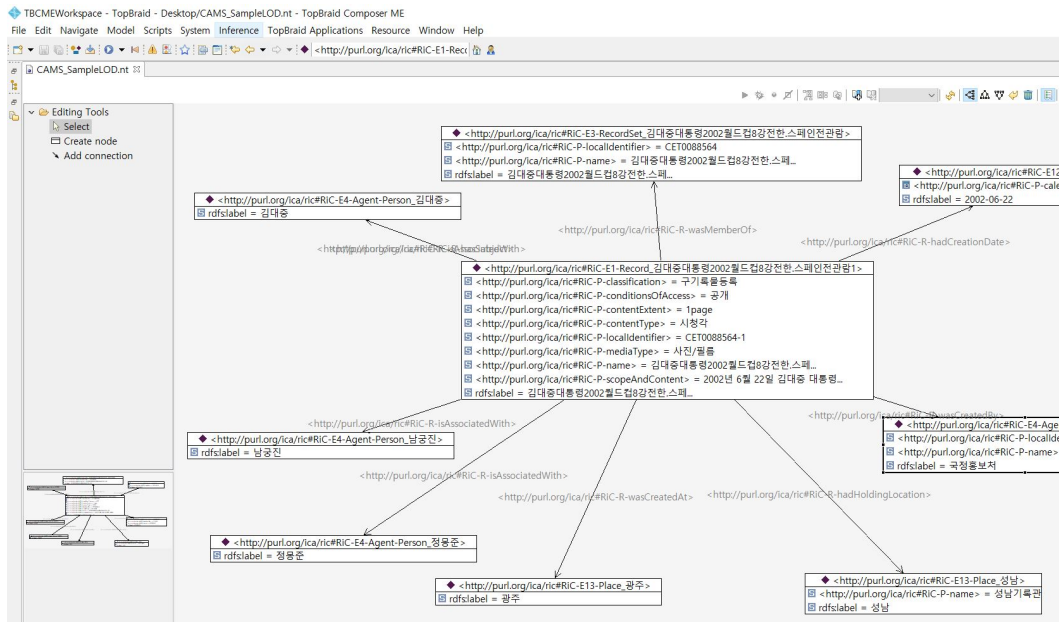 TBCMEWorkspace - TopBraid - Desktop/CAMS_SampleLOD.nt - TopBraid Composer ME
File Edit Navigate Model Scripts System Inference TopBraid Applications Resource Window Help
<http://purl.org/ica/ric#RiC-E1-Rec
CAMS_SampleLOD.nt
Editing Tools
Select
Create node
Add connection
<http://purl.org/ica/ric#RiC-E3-RecordSet_김대중대통령2002월드컵8강전한.스페인전관람>
<http://purl.org/ica/ric#RiC-P-localIdentifier> = CET0088564
<http://purl.org/ica/ric#RiC-P-name> = 김대중대통령2002월드컵8강전한.스페...
rdfs:label = 김대중대통령2002월드컵8강전한.스페...
<http://purl.org/ica/ric#RiC-E12
<http://purl.org/ica/ric#RiC-P-cale
rdfs:label = 2002-06-22
<http://purl.org/ica/ric#RiC-E4-Agent-Person_김대중>
rdfs:label = 김대중
<http://purl.org/ica/ric#RiC-R-wasMemberOf>
<http://purl.org/ica/ric#RiC-R-hadCreationDate>
<http://purl.org/ica/ric#RiC-E1-Record_김대중대통령2002월드컵8강전한.스페인전관람1>
<http://purl.org/ica/ric#RiC-P-classification> = 구기록물등록
<http://purl.org/ica/ric#RiC-P-conditionsOfAccess> = 공개
<http://purl.org/ica/ric#RiC-P-contentExtent> = 1page
<http://purl.org/ica/ric#RiC-P-contentType> = 시청각
<http://purl.org/ica/ric#RiC-P-localIdentifier> = CET0088564-1
<http://purl.org/ica/ric#RiC-P-mediaType> = 사진/필름
<http://purl.org/ica/ric#RiC-P-name> = 김대중대통령2002월드컵8강전한.스페...
<http://purl.org/ica/ric#RiC-P-scopeAndContent> = 2002년 6월 22일 김대중 대통령...
rdfs:label = 김대중대통령2002월드컵8강전한.스페...
<http://purl.org/ica/ric#RiC-R-wasCreatedBy>
<http://purl.org/ica/ric#RiC-R-isAssociatedWith>
<http://purl.org/ica/ric#RiC-E4-Age
<http://purl.org/ica/ric#RiC-P-localIde
<http://purl.org/ica/ric#RiC-P-name>
rdfs:label = 국정홍보처
<http://purl.org/ica/ric#RiC-E4-Agent-Person_남궁진>
rdfs:label = 남궁진
<http://purl.org/ica/ric#RiC-R-isAssociatedWith>
<http://purl.org/ica/ric#RiC-R-wasCreatedAt>
<http://purl.org/ica/ric#RiC-R-hadHoldingLocation>
<http://purl.org/ica/ric#RiC-E4-Agent-Person_정몽준>
rdfs:label = 정몽준
<http://purl.org/ica/ric#RiC-E13-Place_광주>
rdfs:label = 광주
<http://purl.org/ica/ric#RiC-E13-Place_성남>
<http://purl.org/ica/ric#RiC-P-name> = 성남기록관
rdfs:label = 성남